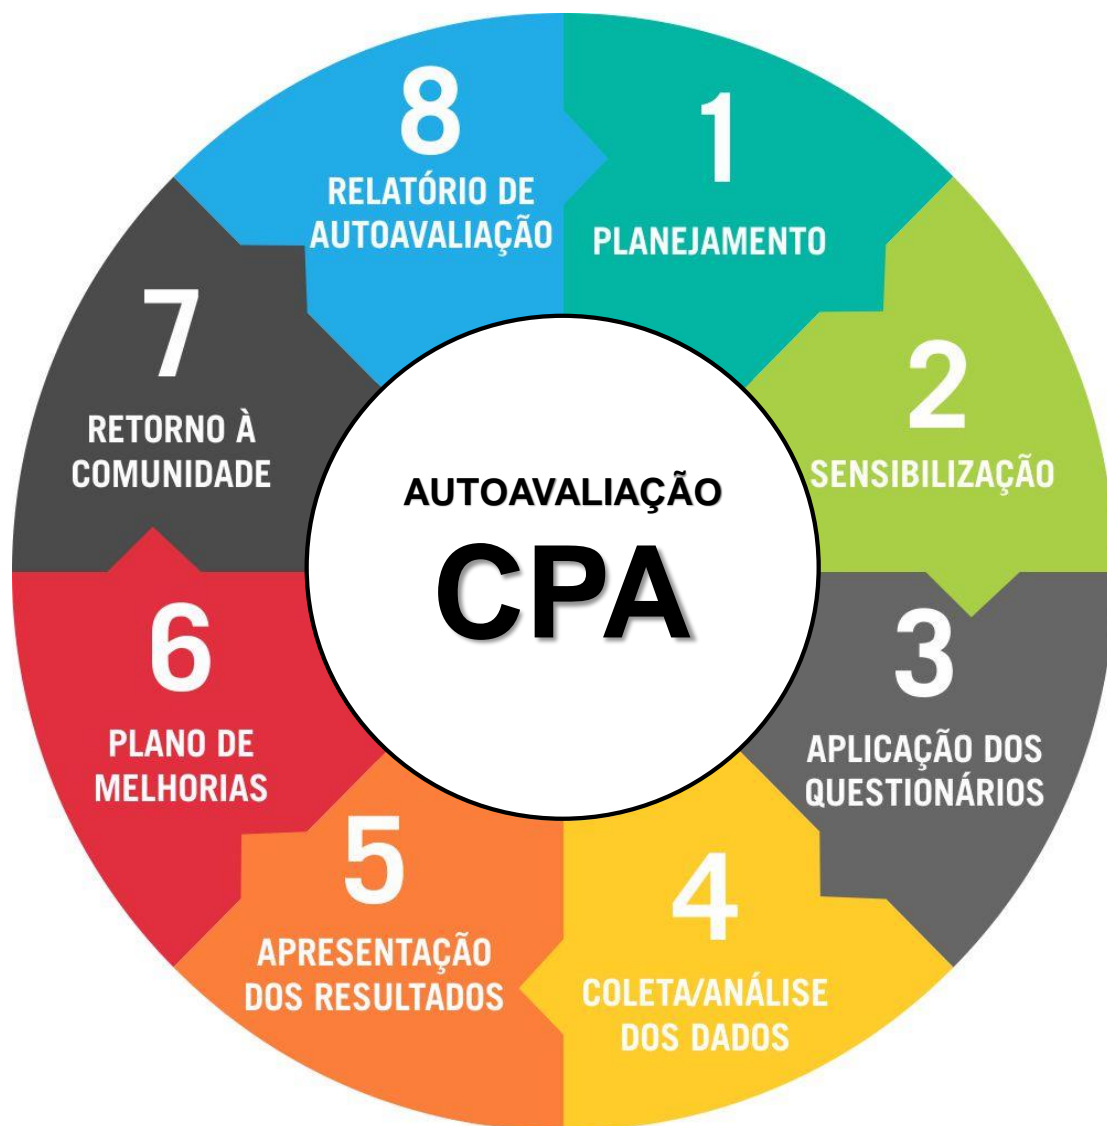 AUTOAVALIAÇÃO
CPA
1
PLANEJAMENTO
2
SENSIBILIZAÇÃO
3
APLICAÇÃO DOS
QUESTIONÁRIOS
4
COLETA/ANÁLISE
DOS DADOS
5
APRESENTAÇÃO
DOS RESULTADOS
6
PLANO DE
MELHORIAS
7
RETORNO À
COMUNIDADE
8
RELATÓRIO DE
AUTOAVALIAÇÃO